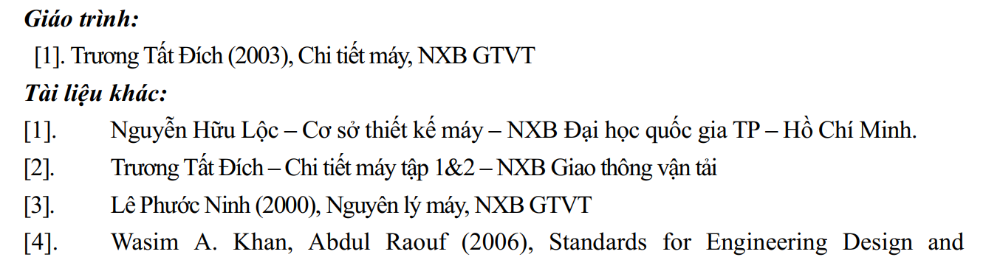 Giáo trình:
[1]. Trương Tất Đích (2003), Chi tiết máy, NXB GTVT
Tài liệu khác:
[1]. Nguyễn Hữu Lộc – Cơ sở thiết kế máy – NXB Đại học quốc gia TP – Hồ Chí Minh.
[2]. Trương Tất Đích – Chi tiết máy tập 1&2 – NXB Giao thông vận tải
[3]. Lê Phước Ninh (2000), Nguyên lý máy, NXB GTVT
[4]. Wasim A. Khan, Abdul Raouf (2006), Standards for Engineering Design and